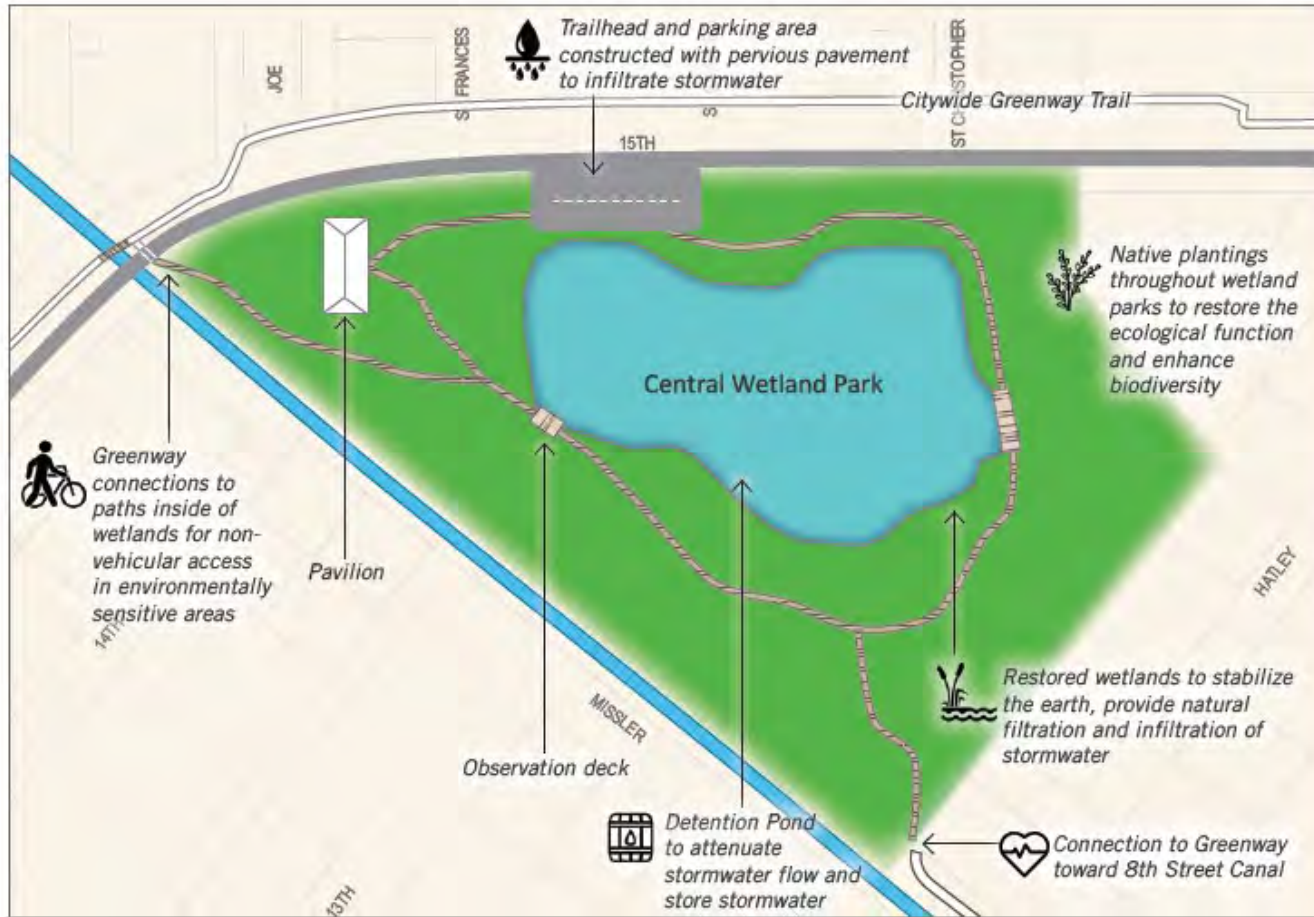 Trailhead and parking area
constructed with pervious pavement
to infiltrate stormwater
JOE
ST CHRISTOPHER
Citywide Greenway Trail
15TH
Native plantings
throughout wetland
parks to restore the
ecological function
and enhance
biodiversity
Central Wetland Park
Greenway
connections to
paths inside of
wetlands for non-
vehicular access
in environmentally
sensitive areas
Pavilion
HATLEY
14TH
Restored wetlands to stabilize
the earth, provide natural
filtration and infiltration of
stormwater
MISSLER
Observation deck
Detention Pond
to attenuate
stormwater flow and
store stormwater
Connection to Greenway
toward 8th Street Canal
13TH
FRANCES